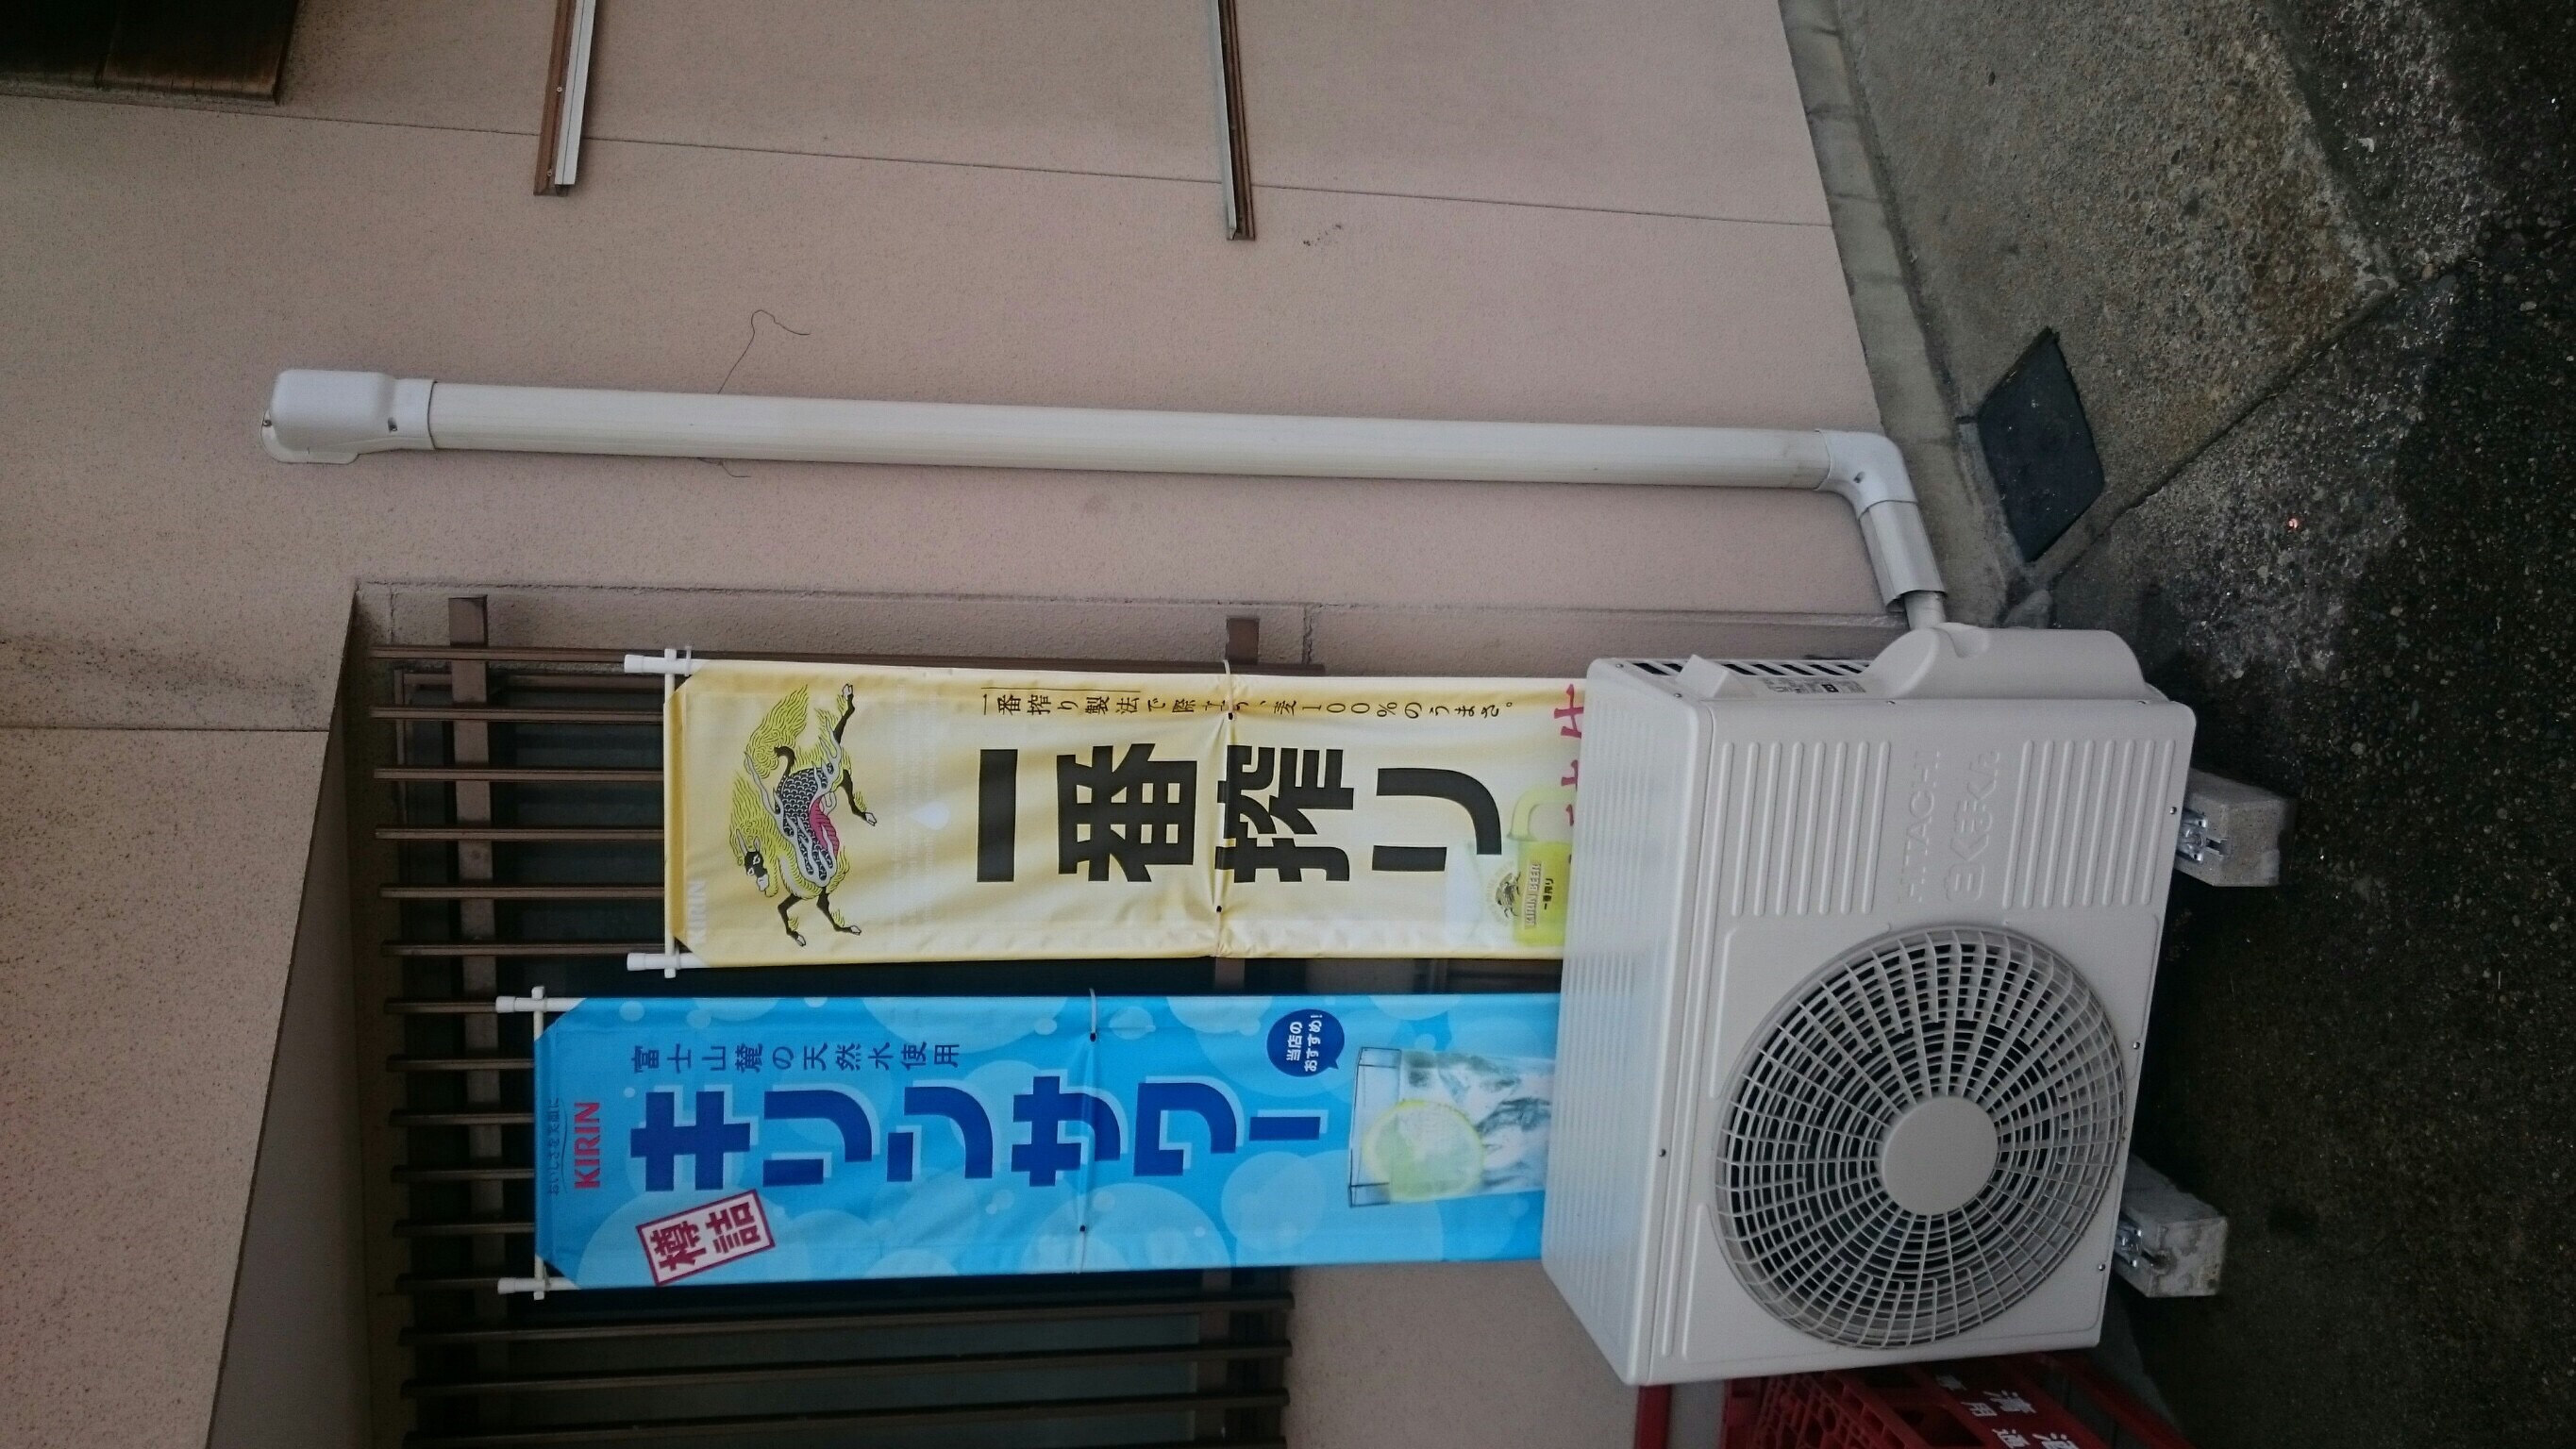 おいしさを笑顔に
KIRIN
樽詰
キリンサワー
富士山麓の天然水使用
当店の
おすすめ!
KIRIN
一番搾り
一番搾り製法で際立つ、麦100%のうまさ。
KIRIN BEER
一番搾り
HITACHI